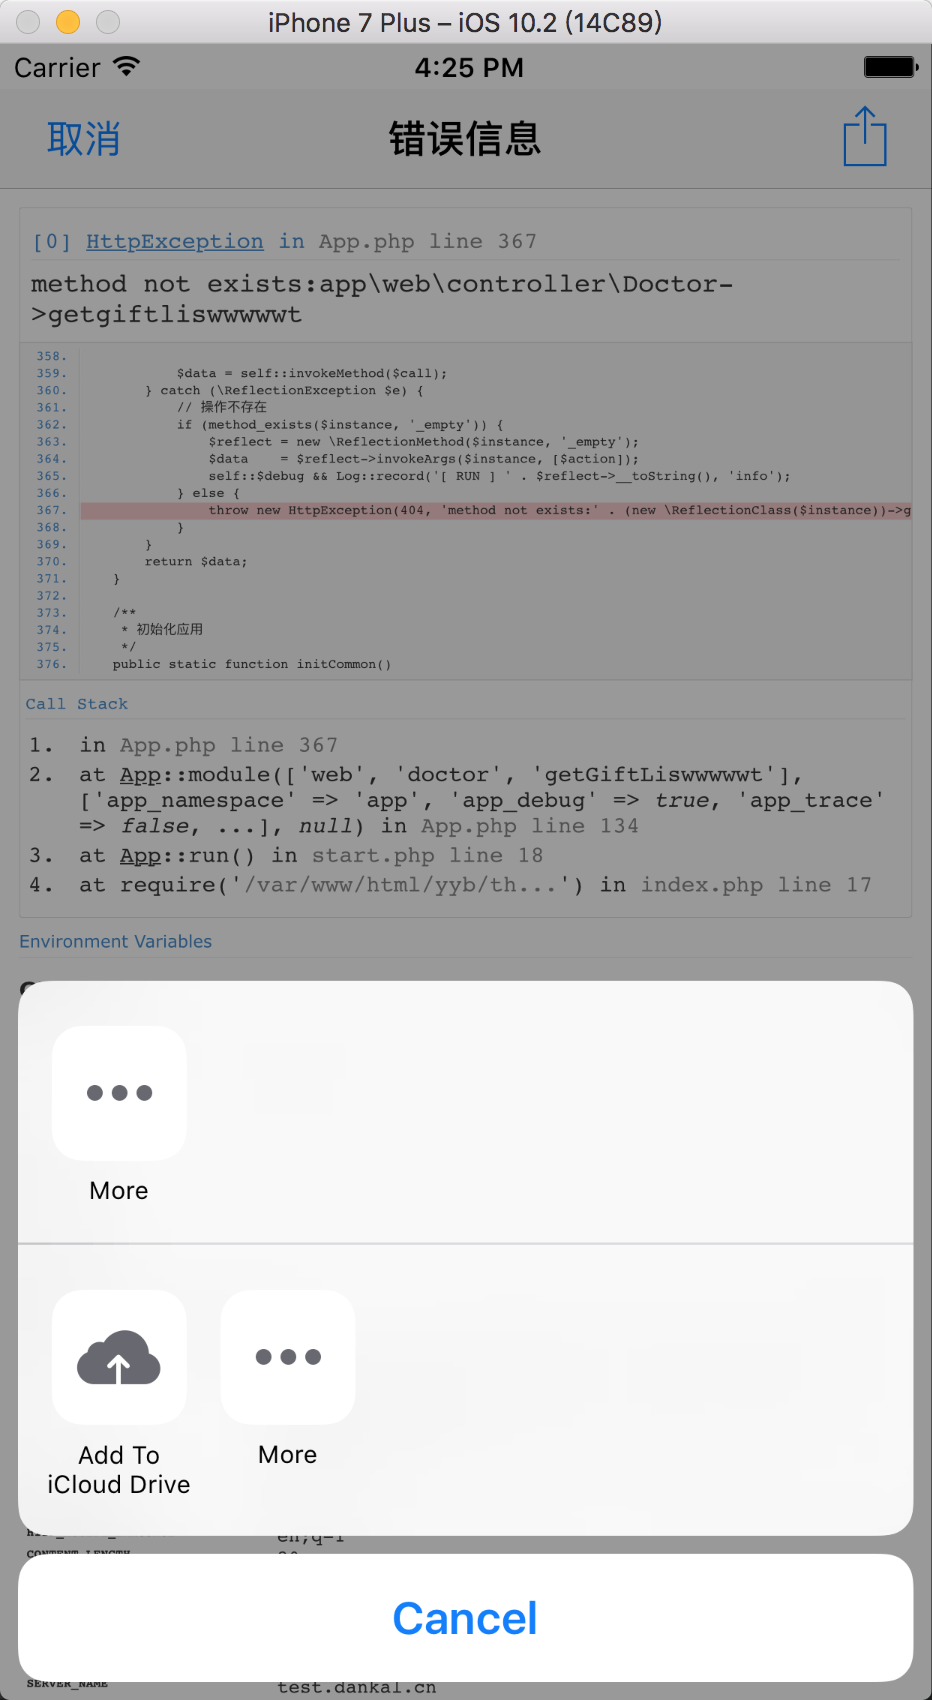 iPhone 7 Plus – iOS 10.2 (14C89)
Carrier
4:25 PM
取消
错误信息
[0] HttpException in App.php line 367
method not exists:app\web\controller\Doctor-
>getgiftliswwwwwt
358.
359. $data = self::invokeMethod($call);
360. } catch (\ReflectionException $e) {
361. // 操作不存在
362. if (method_exists($instance, '_empty')) {
363. $reflect = new \ReflectionMethod($instance, '_empty');
364. $data    = $reflect->invokeArgs($instance, [$action]);
365. self::$debug && Log::record('[ RUN ] ' . $reflect->__toString(), 'info');
366. } else {
367. throw new HttpException(404, 'method not exists:' . (new \ReflectionClass($instance))->g
368. }
369. }
370. return $data;
371. }
372.
373. /**
374. * 初始化应用
375. */
376. public static function initCommon()
Call Stack
1. in App.php line 367
2. at App::module(['web', 'doctor', 'getGiftLiswwwwwt'],
['app_namespace' => 'app', 'app_debug' => true, 'app_trace'
=> false, ...], null) in App.php line 134
3. at App::run() in start.php line 18
4. at require('/var/www/html/yyb/th...') in index.php line 17
Environment Variables
More
Add To
iCloud Drive
More
en;q=1
CONTENT_LENGTH
Cancel
SERVER_NAME test.dankal.cn